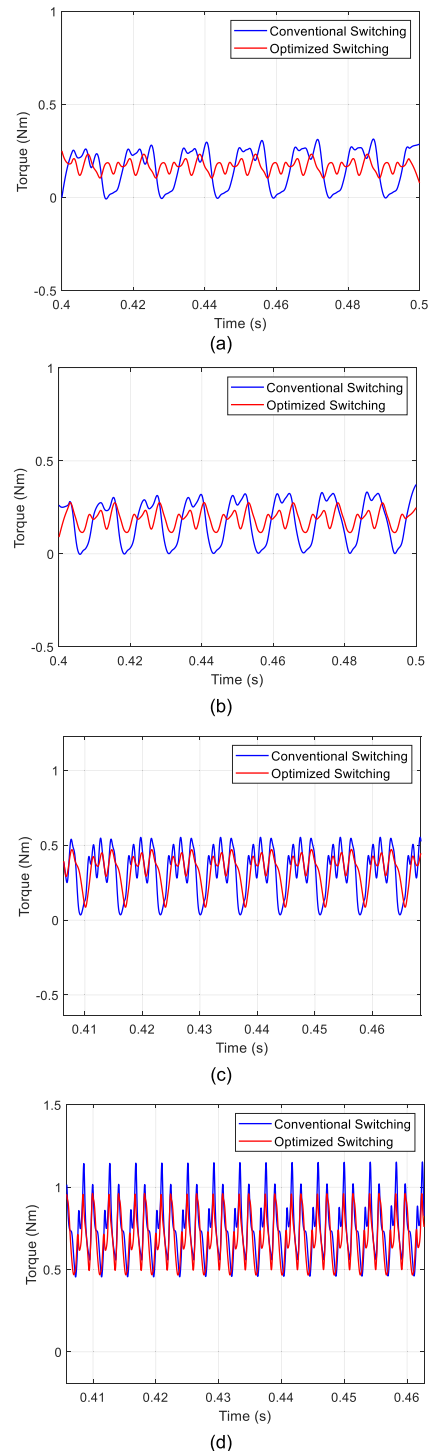 1
Conventional Switching
Optimized Switching
0.5
Torque (Nm)
0
-0.5
0.4 0.42 0.44 0.46 0.48 0.5
Time (s)
(a)
1
Conventional Switching
Optimized Switching
0.5
Torque (Nm)
0
-0.5
0.4 0.42 0.44 0.46 0.48 0.5
Time (s)
(b)
Conventional Switching
Optimized Switching
1
0.5
Torque (Nm)
0
-0.5
0.41 0.42 0.43 0.44 0.45 0.46
Time (s)
(c)
1.5
Conventional Switching
Optimized Switching
1
Torque (Nm)
0.5
0
0.41 0.42 0.43 0.44 0.45 0.46
Time (s)
(d)